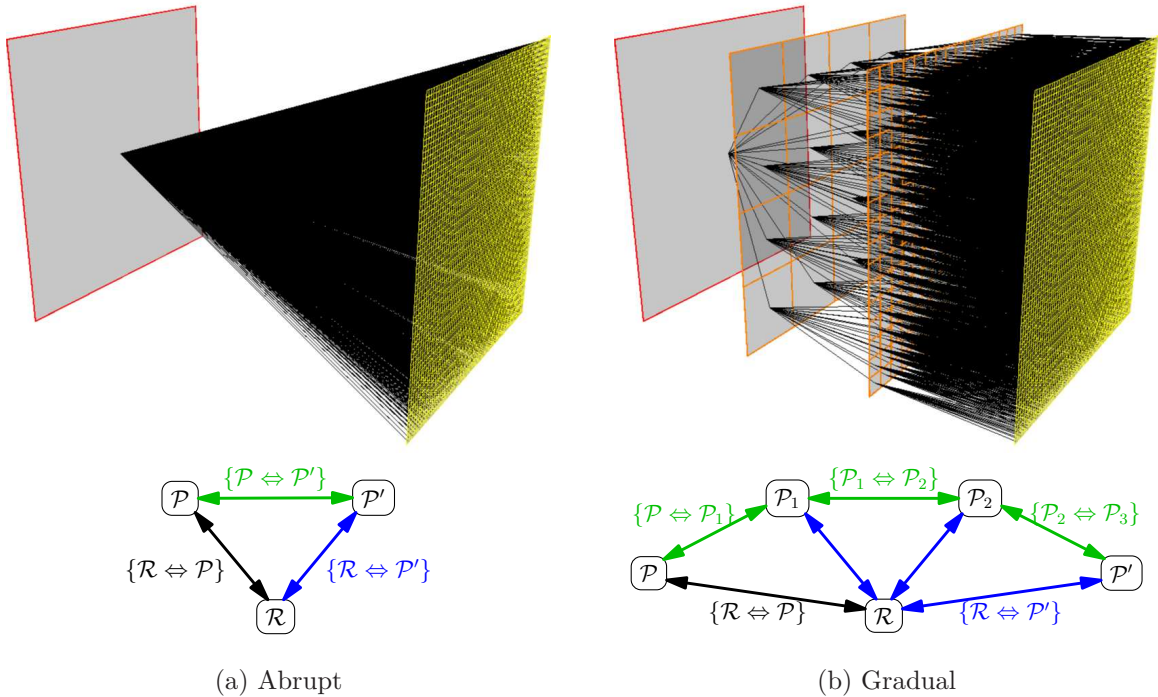 {𝒫 ⇔ 𝒫′}
𝒫
𝒫′
{ℛ ⇔ 𝒫}
{ℛ ⇔ 𝒫′}
ℛ
(a) Abrupt
{𝒫₁ ⇔ 𝒫₂}
𝒫₁
𝒫₂
{𝒫 ⇔ 𝒫₁}
{𝒫₂ ⇔ 𝒫₃}
𝒫
𝒫′
{ℛ ⇔ 𝒫}
ℛ
{ℛ ⇔ 𝒫′}
(b) Gradual